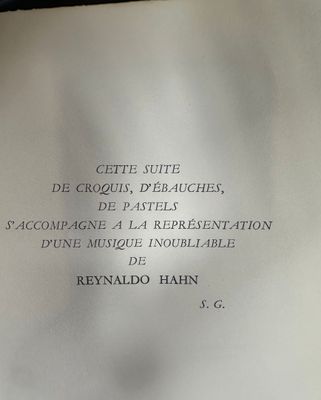 CETTE SUITE
DE CROQUIS, D'ÉBAUCHES,
DE PASTELS
S'ACCOMPAGNE A LA REPRÉSENTATION
D'UNE MUSIQUE INOUBLIABLE
DE
REYNALDO HAHN
S. G.